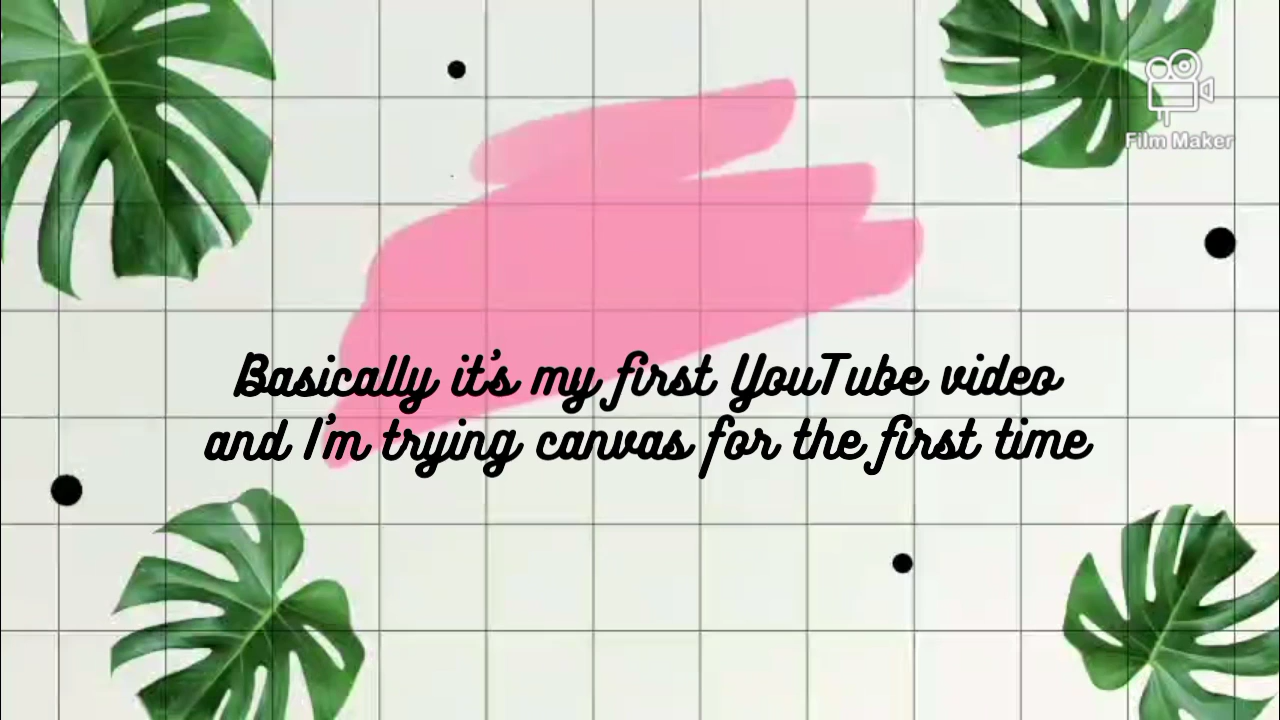 Film Maker
Basically it's my first YouTube video
and I'm trying canvas for the first time